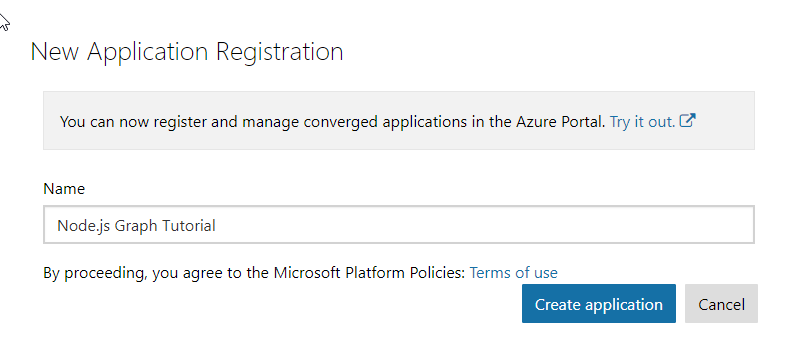 New Application Registration
You can now register and manage converged applications in the Azure Portal. Try it out.
Name
Node.js Graph Tutorial
By proceeding, you agree to the Microsoft Platform Policies: Terms of use
Create application Cancel